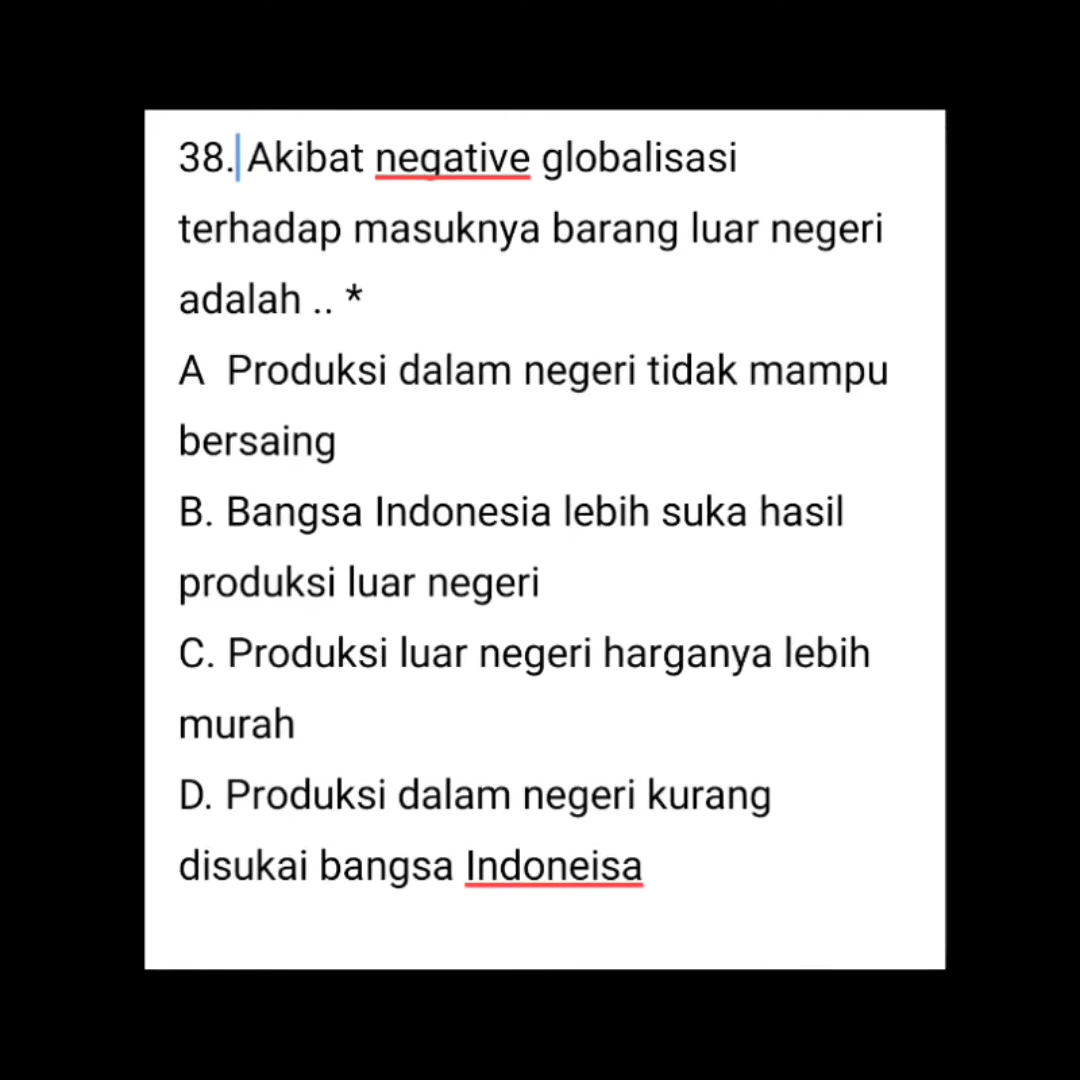 38. Akibat negative globalisasi
terhadap masuknya barang luar negeri
adalah .. *
A  Produksi dalam negeri tidak mampu
bersaing
B. Bangsa Indonesia lebih suka hasil
produksi luar negeri
C. Produksi luar negeri harganya lebih
murah
D. Produksi dalam negeri kurang
disukai bangsa Indoneisa